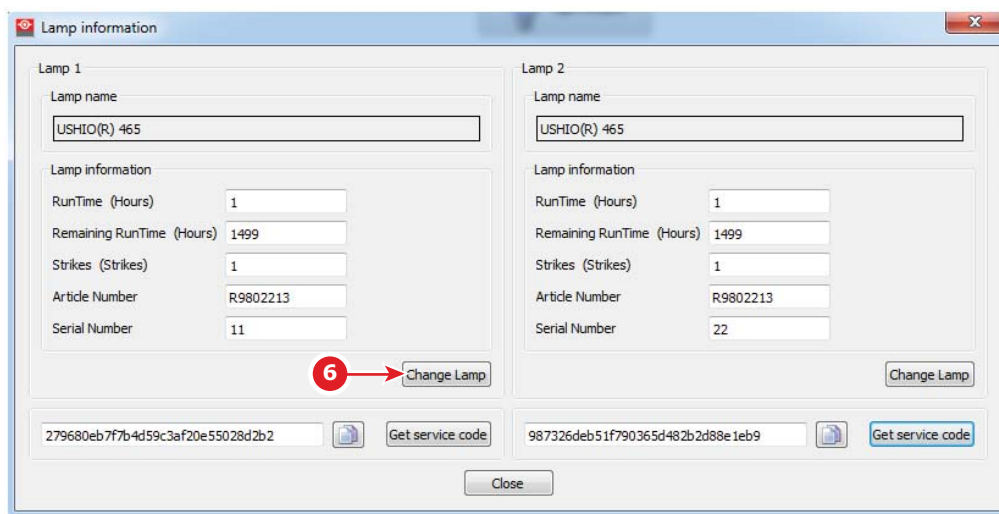 Lamp information
Lamp 1
Lamp name
USHIO(R) 465
Lamp information
RunTime (Hours) 1
Remaining RunTime (Hours) 1499
Strikes (Strikes) 1
Article Number R9802213
Serial Number 11
6 Change Lamp
279680eb7f7b4d59c3af20e55028d2b2 Get service code
Lamp 2
Lamp name
USHIO(R) 465
Lamp information
RunTime (Hours) 1
Remaining RunTime (Hours) 1499
Strikes (Strikes) 1
Article Number R9802213
Serial Number 22
Change Lamp
987326deb51f790365d482b2d88e1eb9 Get service code
Close